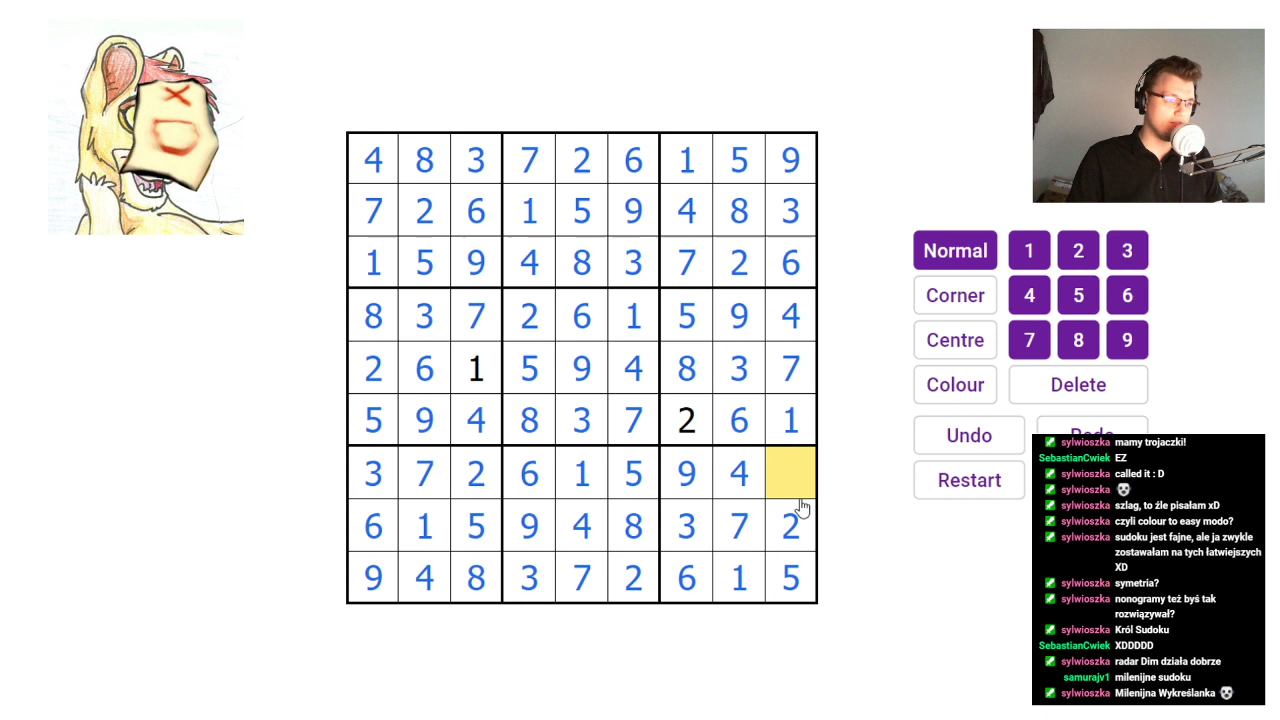 4 8 3 7 2 6 1 5 9
7 2 6 1 5 9 4 8 3
1 5 9 4 8 3 7 2 6
8 3 7 2 6 1 5 9 4
2 6 1 5 9 4 8 3 7
5 9 4 8 3 7 2 6 1
3 7 2 6 1 5 9 4
6 1 5 9 4 8 3 7 2
9 4 8 3 7 2 6 1 5
Normal 1 2 3
Corner 4 5 6
Centre 7 8 9
Colour Delete
Undo Redo
Restart
sylwioszka mamy trojaczki!
SebastianCwiek EZ
sylwioszka called it : D
sylwioszka
sylwioszka szlag, to źle pisałam xD
sylwioszka czyli colour to easy modo?
sylwioszka sudoku jest fajne, ale ja zwykle
zostawałam na tych łatwiejszych
XD
sylwioszka symetria?
sylwioszka nonogramy też byś tak
rozwiązywał?
sylwioszka Król Sudoku
SebastianCwiek XDDDDD
sylwioszka radar Dim działa dobrze
samurajv1 milenijne sudoku
sylwioszka Milenijna Wykreślanka